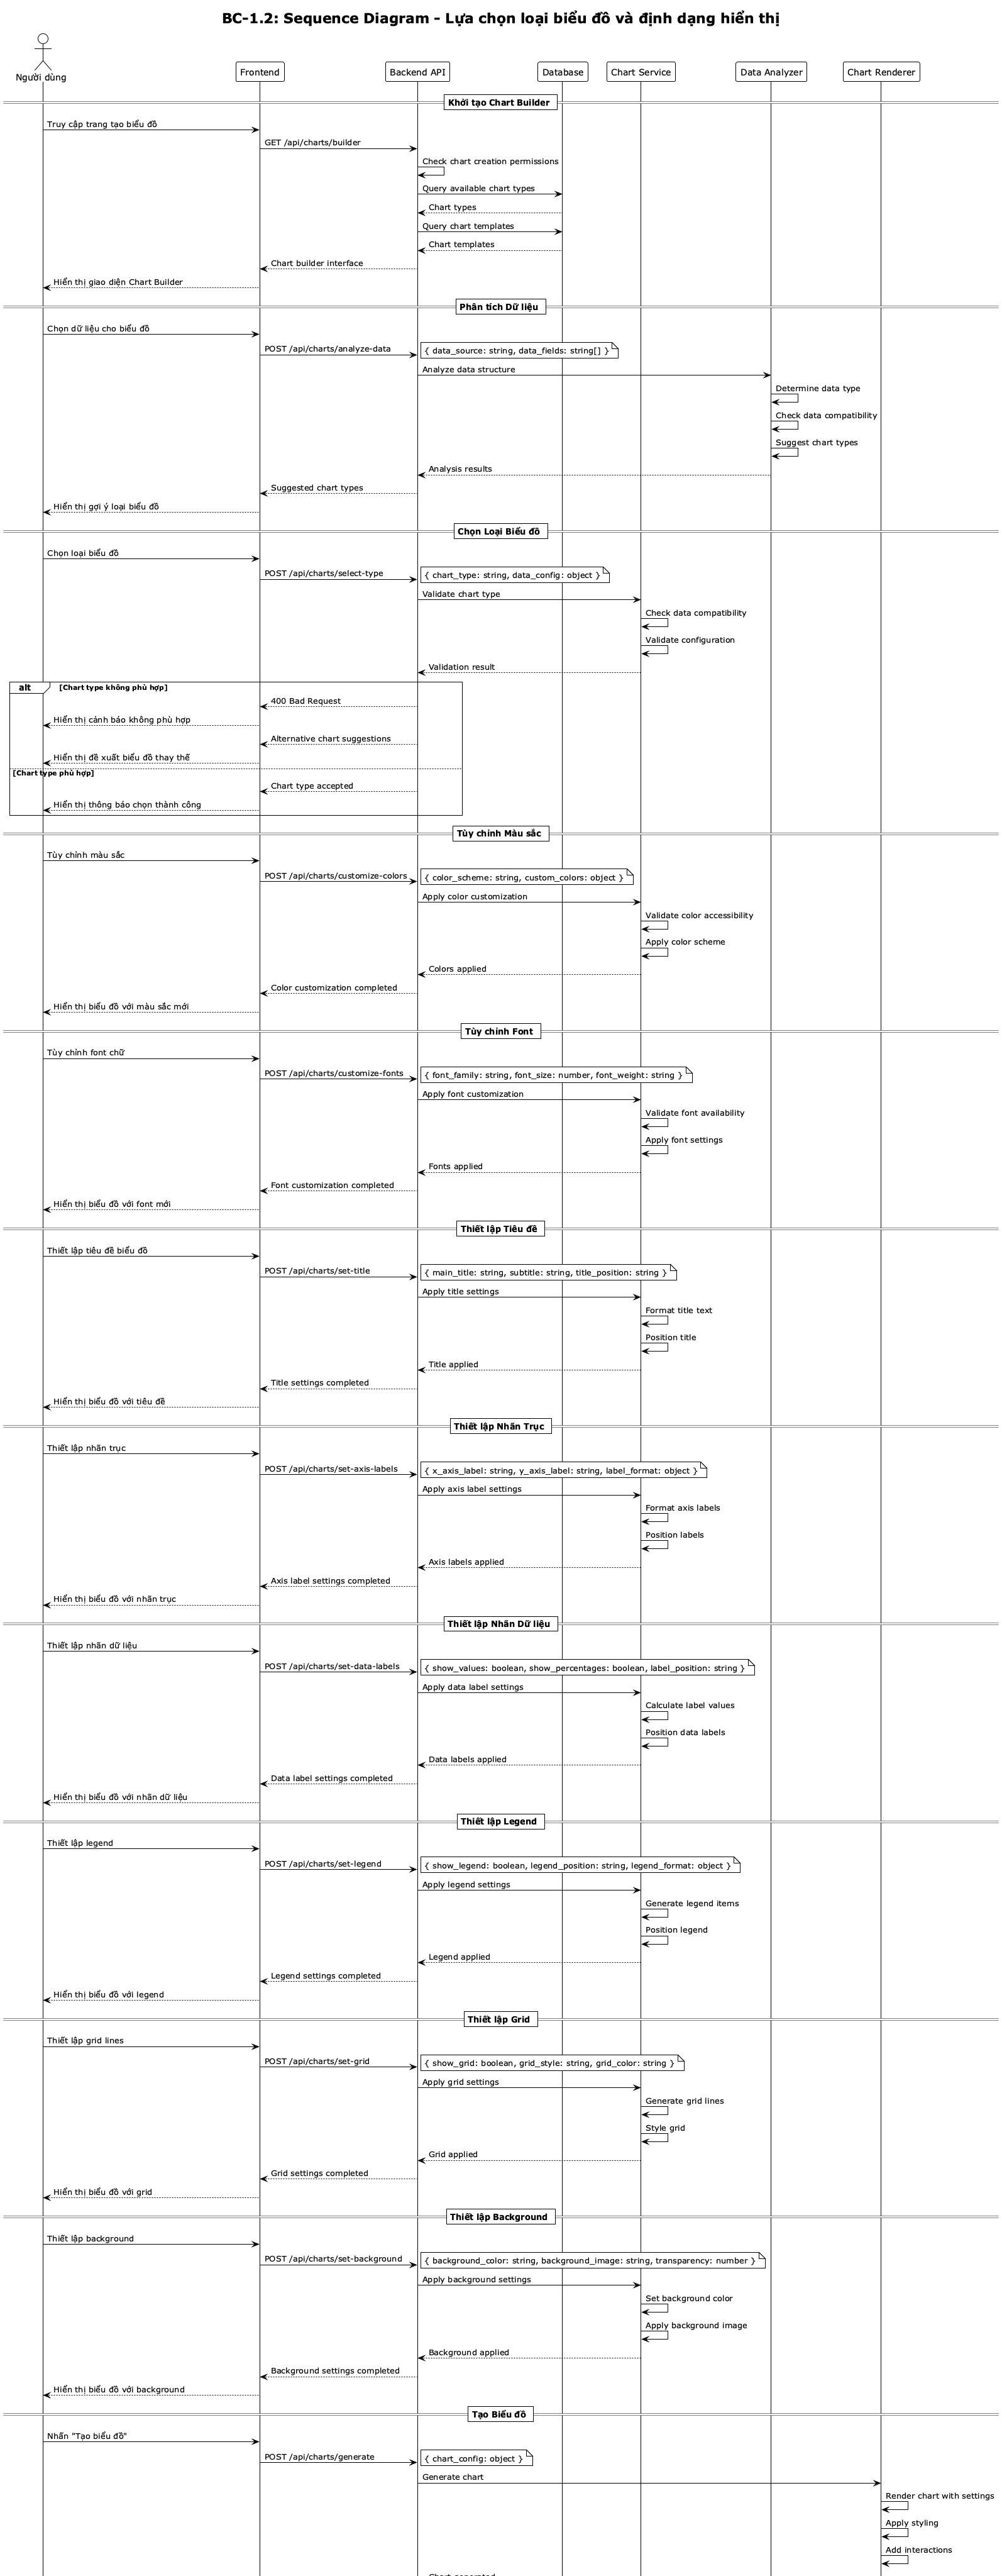 BC-1.2: Sequence Diagram - Lựa chọn loại biểu đồ và định dạng hiển thị
Người dùng
Frontend
Backend API
Database
Chart Service
Data Analyzer
Chart Renderer
Khởi tạo Chart Builder
Truy cập trang tạo biểu đồ
GET /api/charts/builder
Check chart creation permissions
Query available chart types
Chart types
Query chart templates
Chart templates
Chart builder interface
Hiển thị giao diện Chart Builder
Phân tích Dữ liệu
Chọn dữ liệu cho biểu đồ
POST /api/charts/analyze-data
{ data_source: string, data_fields: string[] }
Analyze data structure
Determine data type
Check data compatibility
Suggest chart types
Analysis results
Suggested chart types
Hiển thị gợi ý loại biểu đồ
Chọn Loại Biểu đồ
Chọn loại biểu đồ
POST /api/charts/select-type
{ chart_type: string, data_config: object }
Validate chart type
Check data compatibility
Validate configuration
Validation result
alt
[Chart type không phù hợp]
400 Bad Request
Hiển thị cảnh báo không phù hợp
Alternative chart suggestions
Hiển thị đề xuất biểu đồ thay thế
[Chart type phù hợp]
Chart type accepted
Hiển thị thông báo chọn thành công
Tùy chỉnh Màu sắc
Tùy chỉnh màu sắc
POST /api/charts/customize-colors
{ color_scheme: string, custom_colors: object }
Apply color customization
Validate color accessibility
Apply color scheme
Colors applied
Color customization completed
Hiển thị biểu đồ với màu sắc mới
Tùy chỉnh Font
Tùy chỉnh font chữ
POST /api/charts/customize-fonts
{ font_family: string, font_size: number, font_weight: string }
Apply font customization
Validate font availability
Apply font settings
Fonts applied
Font customization completed
Hiển thị biểu đồ với font mới
Thiết lập Tiêu đề
Thiết lập tiêu đề biểu đồ
POST /api/charts/set-title
{ main_title: string, subtitle: string, title_position: string }
Apply title settings
Format title text
Position title
Title applied
Title settings completed
Hiển thị biểu đồ với tiêu đề
Thiết lập Nhãn Trục
Thiết lập nhãn trục
POST /api/charts/set-axis-labels
{ x_axis_label: string, y_axis_label: string, label_format: object }
Apply axis label settings
Format axis labels
Position labels
Axis labels applied
Axis label settings completed
Hiển thị biểu đồ với nhãn trục
Thiết lập Nhãn Dữ liệu
Thiết lập nhãn dữ liệu
POST /api/charts/set-data-labels
{ show_values: boolean, show_percentages: boolean, label_position: string }
Apply data label settings
Calculate label values
Position data labels
Data labels applied
Data label settings completed
Hiển thị biểu đồ với nhãn dữ liệu
Thiết lập Legend
Thiết lập legend
POST /api/charts/set-legend
{ show_legend: boolean, legend_position: string, legend_format: object }
Apply legend settings
Generate legend items
Position legend
Legend applied
Legend settings completed
Hiển thị biểu đồ với legend
Thiết lập Grid
Thiết lập grid lines
POST /api/charts/set-grid
{ show_grid: boolean, grid_style: string, grid_color: string }
Apply grid settings
Generate grid lines
Style grid
Grid applied
Grid settings completed
Hiển thị biểu đồ với grid
Thiết lập Background
Thiết lập background
POST /api/charts/set-background
{ background_color: string, background_image: string, transparency: number }
Apply background settings
Set background color
Apply background image
Background applied
Background settings completed
Hiển thị biểu đồ với background
Tạo Biểu đồ
Nhấn "Tạo biểu đồ"
POST /api/charts/generate
{ chart_config: object }
Generate chart
Render chart with settings
Apply styling
Add interactions